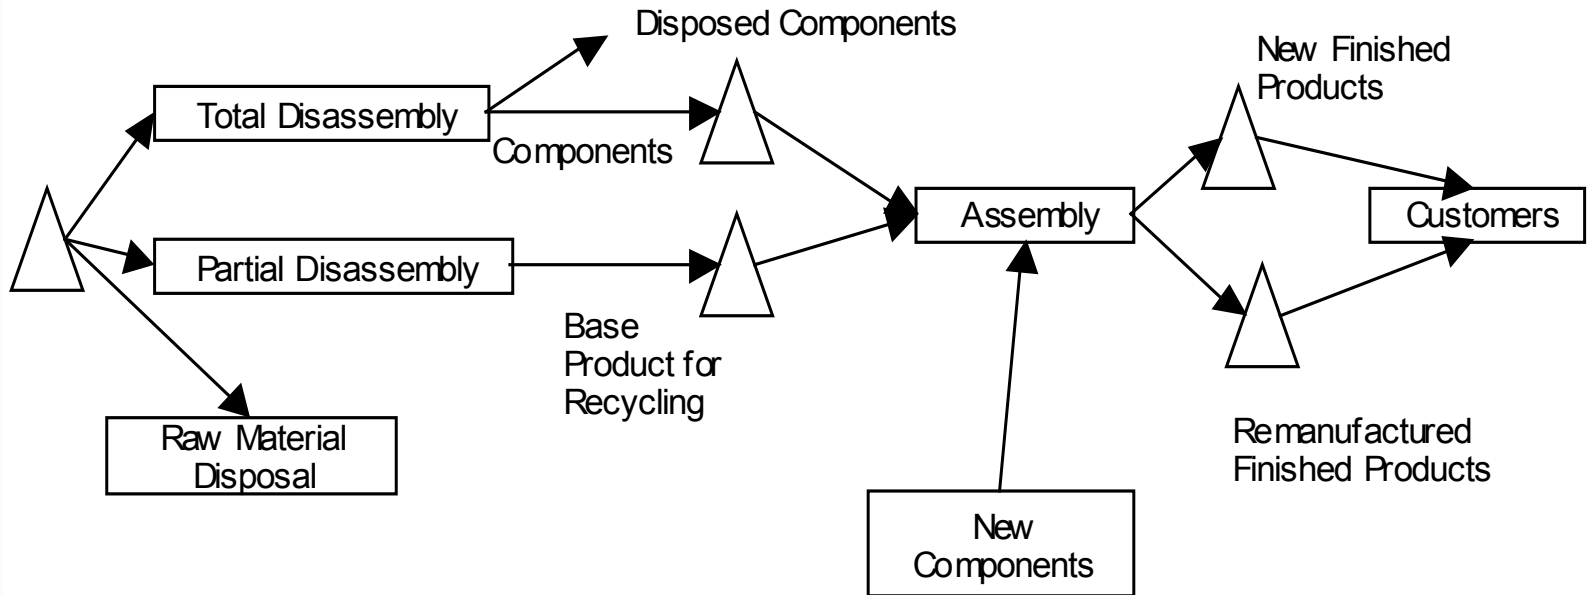 Disposed Components
New Finished
Products
Total Disassembly
Components
Assembly
Customers
Partial Disassembly
Base
Product for
Recycling
Raw Material
Disposal
Remanufactured
Finished Products
New
Components